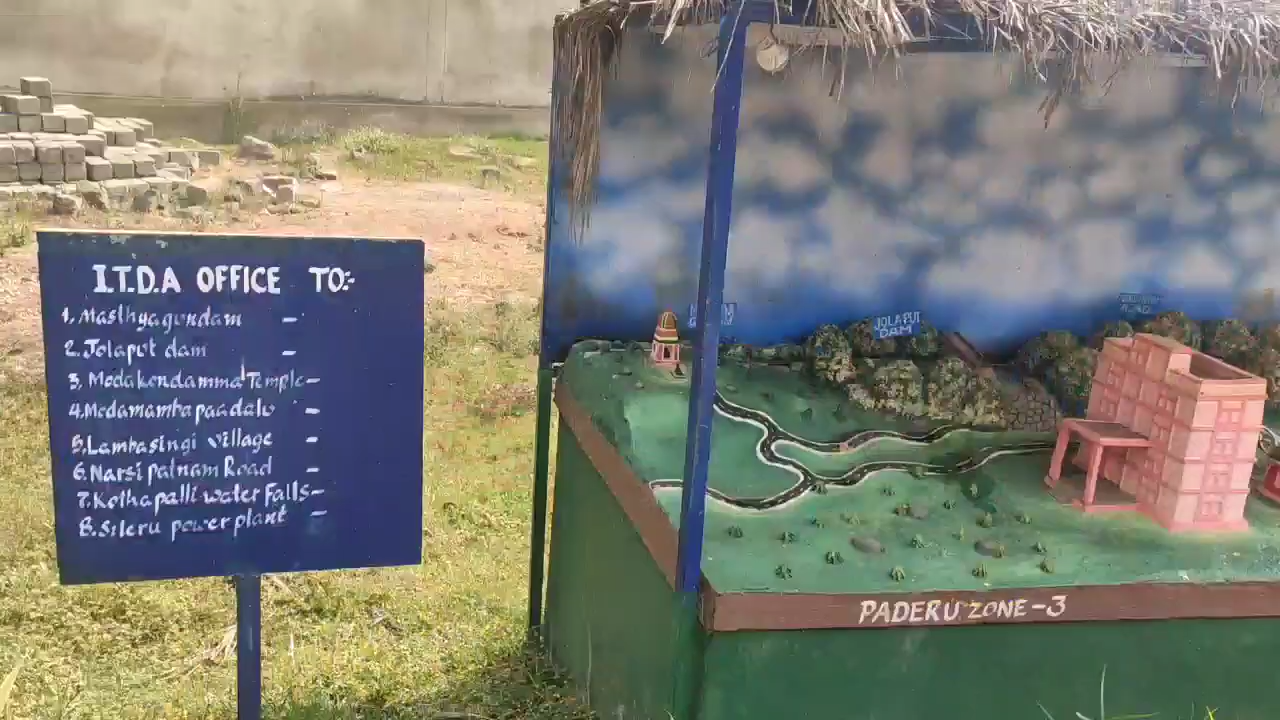 I.T.D.A OFFICE TO:-
1. Masthyagundam -
2. Jolaput dam -
3. Modakondamma Temple-
4. Modamamba paadalu -
5. Lambasingi village -
6. Narsipatnam Road -
7. Kothapalli water Falls-
8. Sileru power plant -
JOLAPUT
DAM
PADERU ZONE-3